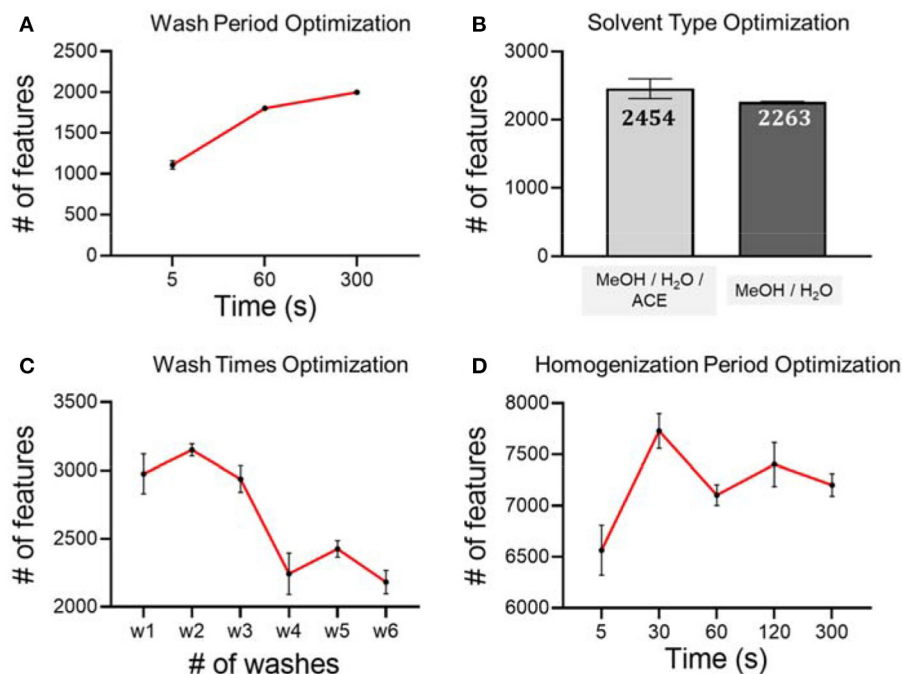 A Wash Period Optimization
# of features
2500
2000
1500
1000
500
0
5 60 300
Time (s)
B Solvent Type Optimization
# of features
3000
2000
1000
0
2454 2263
MeOH / H₂O /
ACE
MeOH / H₂O
C Wash Times Optimization
# of features
3500
3000
2500
2000
w1 w2 w3 w4 w5 w6
# of washes
D Homogenization Period Optimization
# of features
8000
7500
7000
6500
6000
5 30 60 120 300
Time (s)